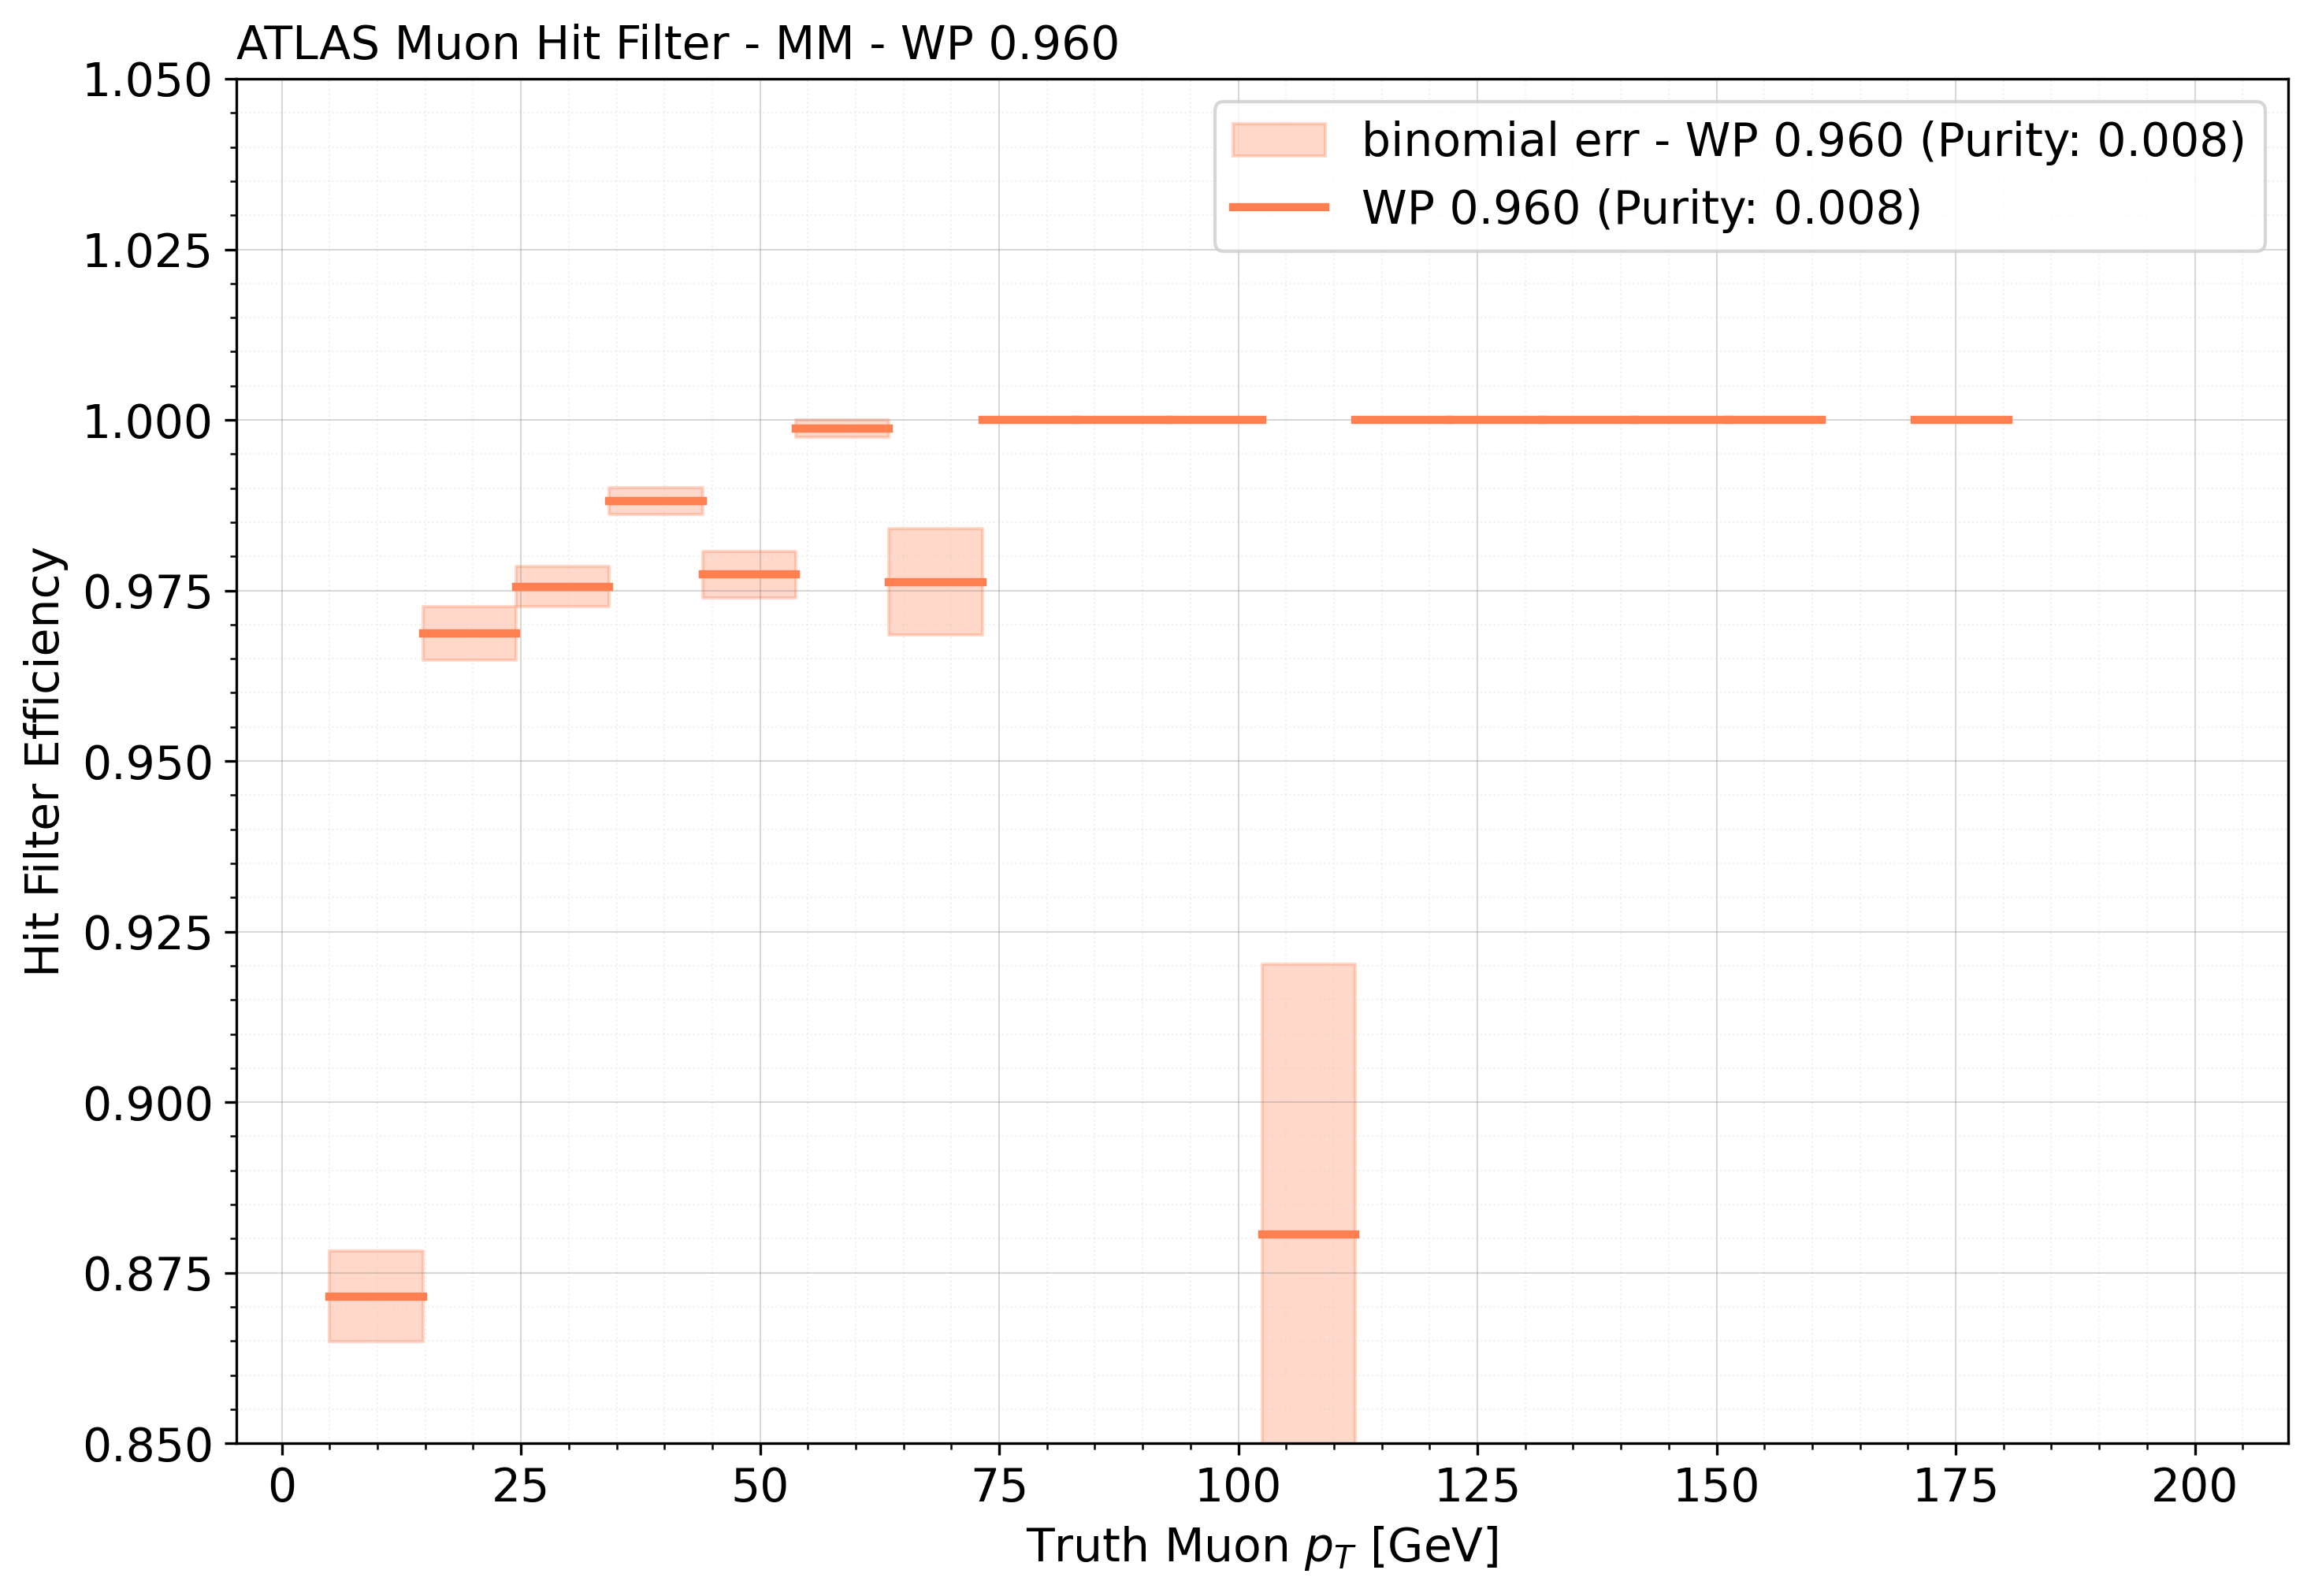 ATLAS Muon Hit Filter - MM - WP 0.960
1.050
1.025
1.000
0.975
0.950
0.925
0.900
0.875
0.850
Hit Filter Efficiency
binomial err - WP 0.960 (Purity: 0.008)
WP 0.960 (Purity: 0.008)
0 25 50 75 100 125 150 175 200
Truth Muon p_T [GeV]